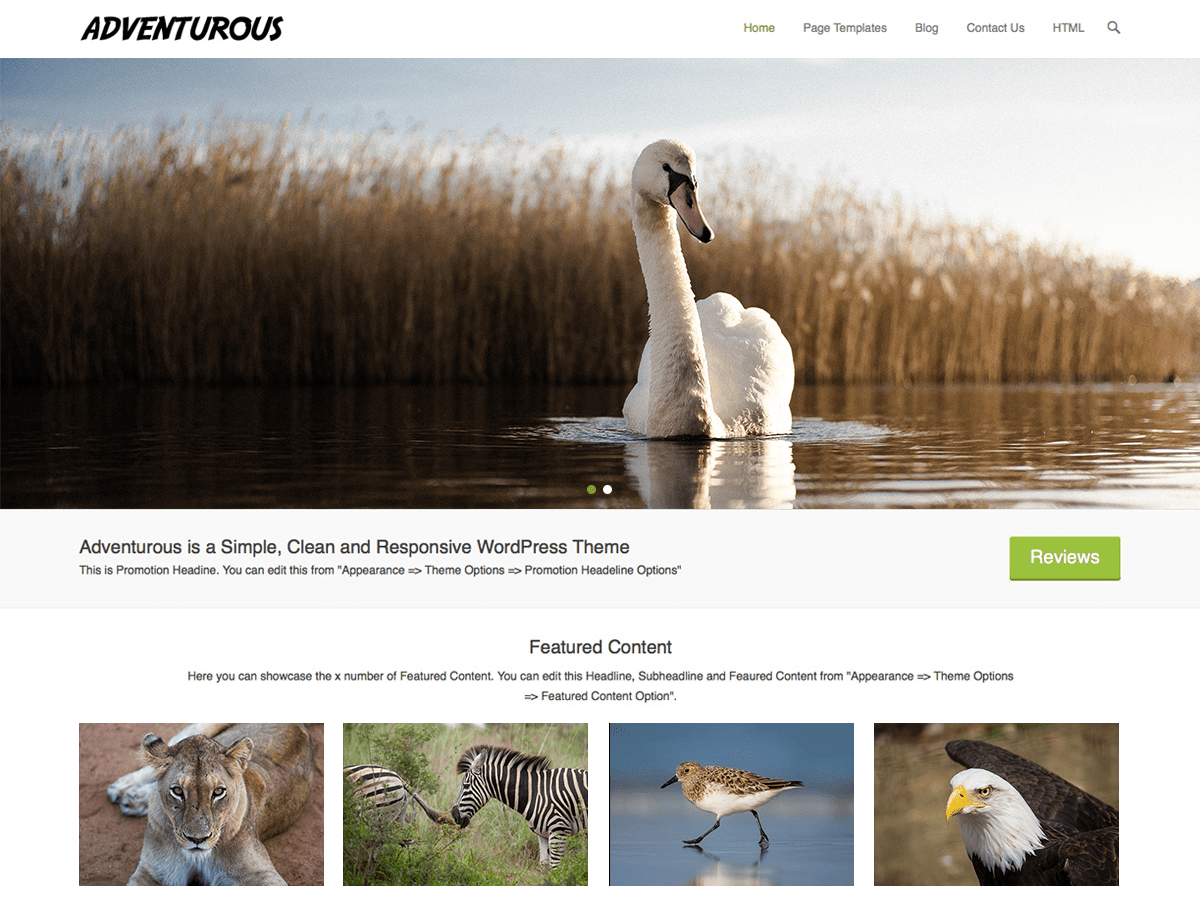 ADVENTUROUS
Home Page Templates Blog Contact Us HTML
Adventurous is a Simple, Clean and Responsive WordPress Theme
This is Promotion Headine. You can edit this from "Appearance => Theme Options => Promotion Headeline Options"
Reviews
Featured Content
Here you can showcase the x number of Featured Content. You can edit this Headline, Subheadline and Feaured Content from "Appearance => Theme Options
=> Featured Content Option".